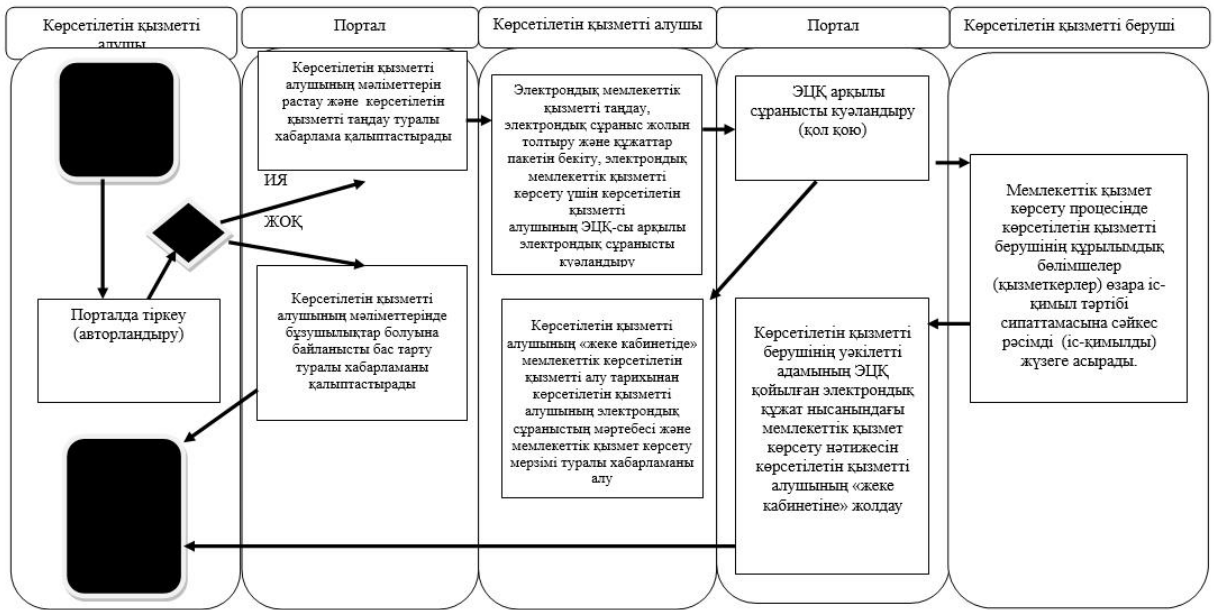 Көрсетілетін қызметті
алушы
Портал
Көрсетілетін қызметті алушы
Портал
Көрсетілетін қызметті беруші
Порталда тіркеу
(авторландыру)
ИЯ
ЖОҚ
Көрсетілетін қызметті
алушының мәліметтерін
растау және көрсетілетін
қызметті таңдау туралы
хабарлама қалыптастырады
Көрсетілетін қызметті
алушының мәліметтерінде
бұзушылықтар болуына
байланысты бас тарту
туралы хабарламаны
қалыптастырады
Электрондық мемлекеттік
қызметті таңдау,
электрондық сұраныс жолын
толтыру және құжаттар
пакетін бекіту, электрондық
мемлекеттік қызметті
көрсету үшін көрсетілетін
қызметті
алушының ЭЦҚ-сы арқылы
электрондық сұранысты
куәландыру
Көрсетілетін қызметті
алушының «жеке кабинетіде»
мемлекеттік көрсетілетін
қызметті алу тарихынан
көрсетілетін қызметті
алушының электрондық
сұраныстың мәртебесі және
мемлекеттік қызмет көрсету
мерзімі туралы хабарламаны
алу
ЭЦҚ арқылы
сұранысты куәландыру
(қол қою)
Көрсетілетін қызметті
берушінің уәкілетті
адамының ЭЦҚ
қойылған электрондық
құжат нысанындағы
мемлекеттік қызмет
көрсету нәтижесін
көрсетілетін қызметті
алушының «жеке
кабинетіне» жолдау
Мемлекеттік қызмет
көрсету процесінде
көрсетілетін қызметті
берушінің құрылымдық
бөлімшелер
(қызметкерлер) өзара іс-
қимыл тәртібі
сипаттамасына сәйкес
рәсімді (іс-қимылды)
жүзеге асырады.